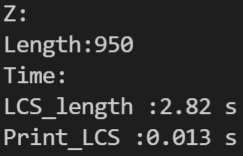 Z:
Length:950
Time:
LCS_length :2.82 s
Print_LCS :0.013 s